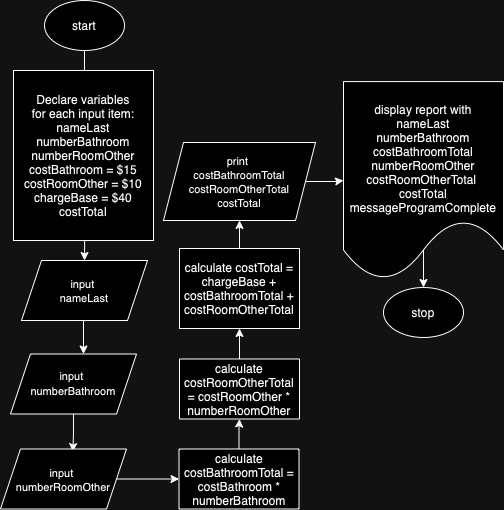 start
Declare variables
for each input item:
nameLast
numberBathroom
numberRoomOther
costBathroom = $15
costRoomOther = $10
chargeBase = $40
costTotal
input
nameLast
input
numberBathroom
input
numberRoomOther
calculate
costBathroomTotal =
costBathroom *
numberBathroom
calculate
costRoomOtherTotal
= costRoomOther *
numberRoomOther
calculate costTotal =
chargeBase +
costBathroomTotal +
costRoomOtherTotal
print
costBathroomTotal
costRoomOtherTotal
costTotal
display report with
nameLast
numberBathroom
costBathroomTotal
numberRoomOther
costRoomOtherTotal
costTotal
messageProgramComplete
stop